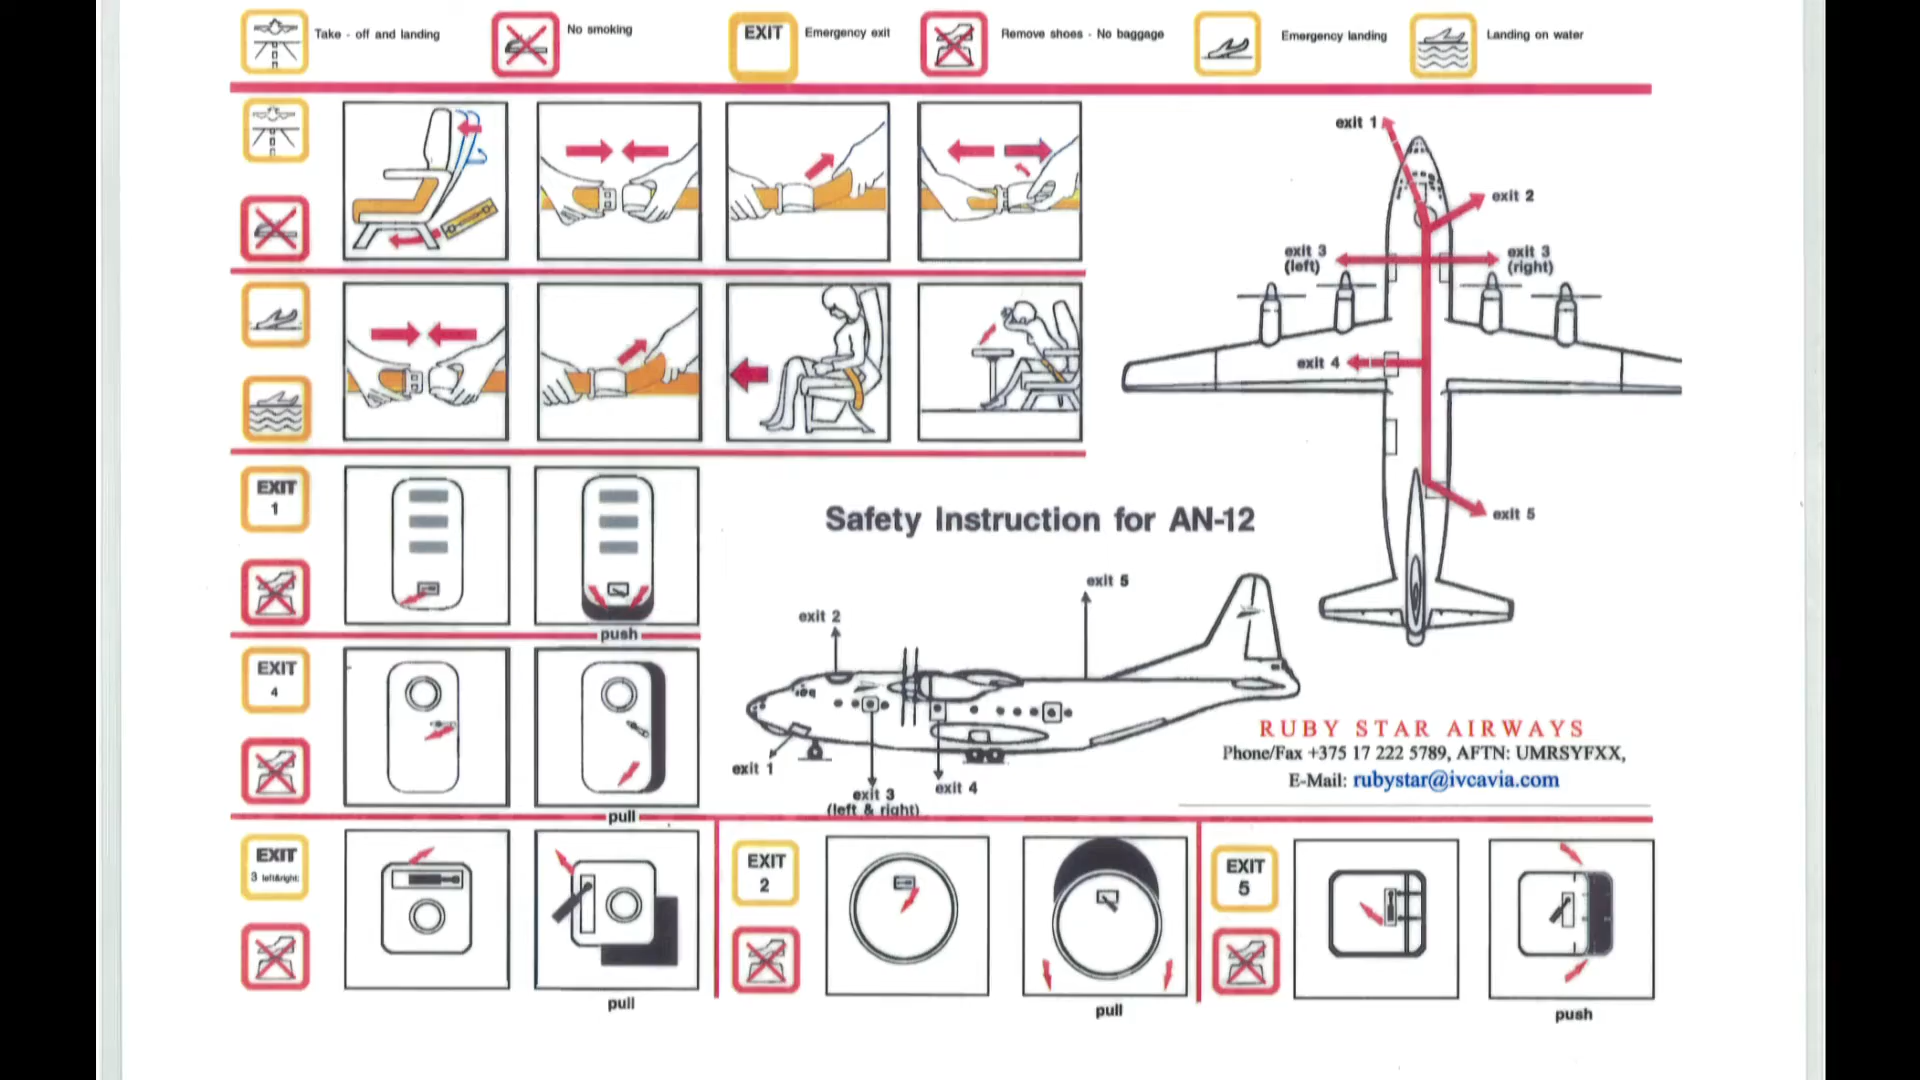 Take - off and landing
No smoking
EXIT
Emergency exit
Remove shoes - No baggage
Emergency landing
Landing on water
exit 1
exit 2
exit 3
(left)
exit 3
(right)
exit 4
exit 5
EXIT
1
push
Safety Instruction for AN-12
exit 5
exit 2
exit 1
exit 3
(left & right)
exit 4
RUBY STAR AIRWAYS
Phone/Fax +375 17 222 5789, AFTN: UMRSYFXX,
E-Mail: rubystar@ivcavia.com
EXIT
4
pull
EXIT
3 left&right
pull
EXIT
2
pull
EXIT
5
push